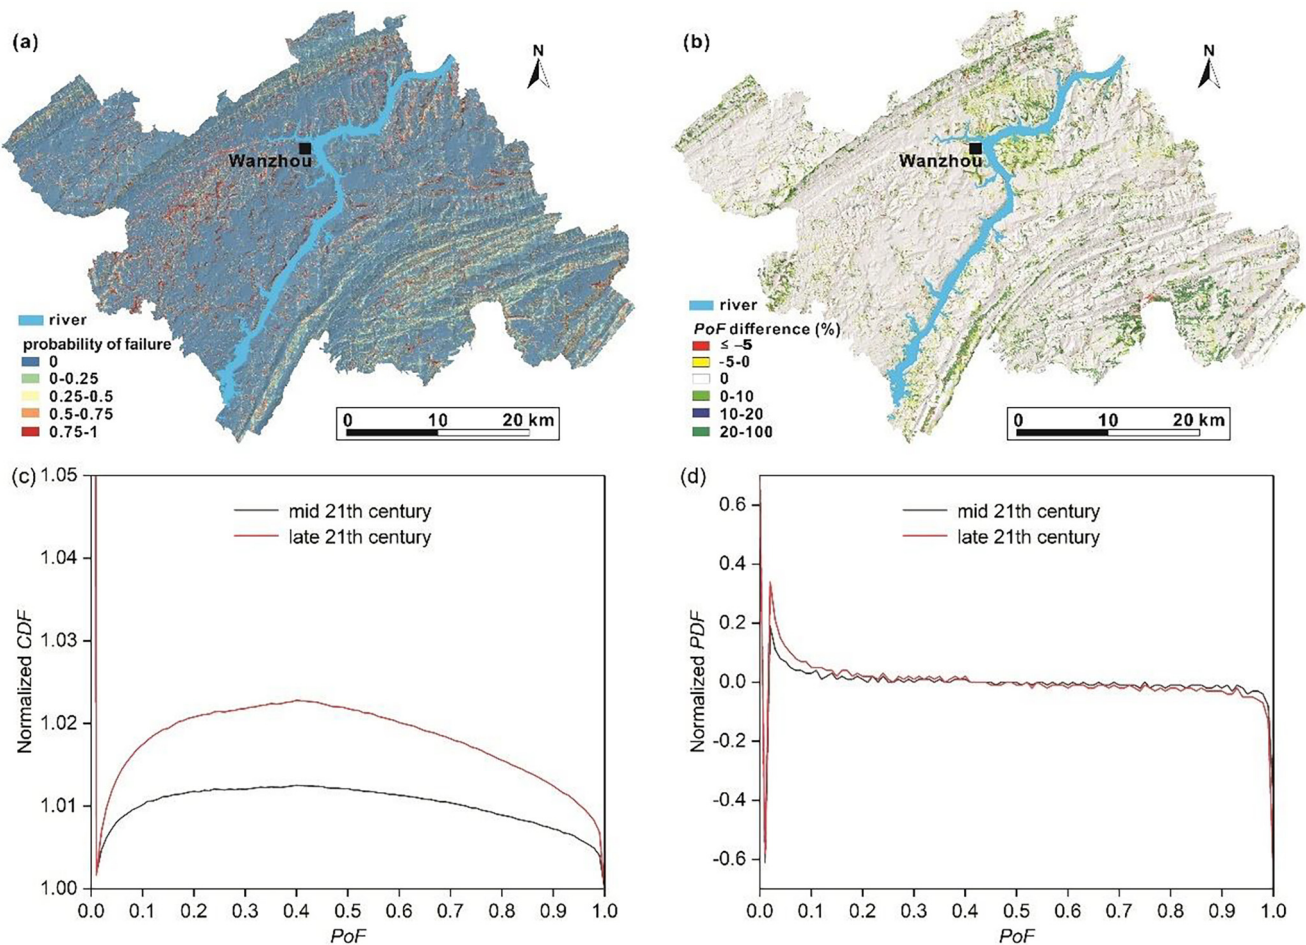 (a)
N
Wanzhou
river
probability of failure
0
0-0.25
0.25-0.5
0.5-0.75
0.75-1
0 10 20 km
(b)
N
Wanzhou
river
PoF difference (%)
≤ –5
-5-0
0
0-10
10-20
20-100
0 10 20 km
(c)
mid 21th century
late 21th century
1.05
1.04
1.03
1.02
1.01
1.00
Normalized CDF
0.0 0.1 0.2 0.3 0.4 0.5 0.6 0.7 0.8 0.9 1.0
PoF
(d)
mid 21th century
late 21th century
0.6
0.4
0.2
0.0
-0.2
-0.4
-0.6
Normalized PDF
0.0 0.1 0.2 0.3 0.4 0.5 0.6 0.7 0.8 0.9 1.0
PoF